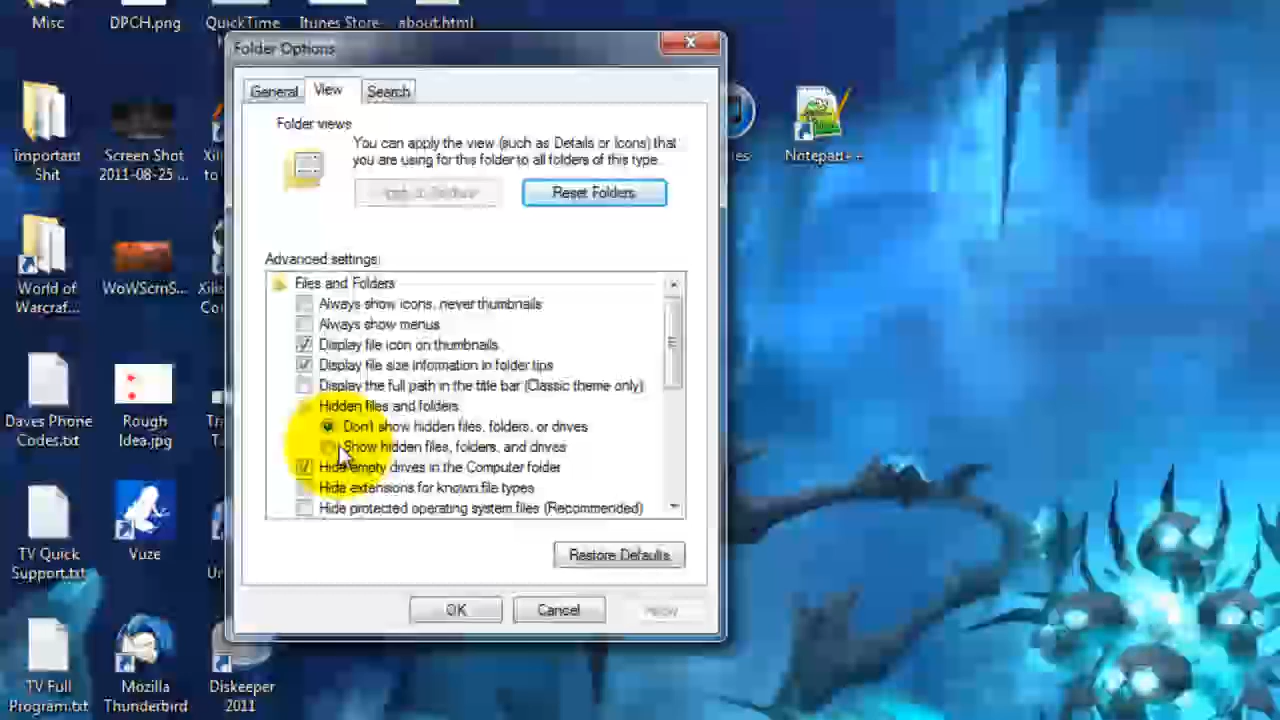 Misc
DPCH.png
QuickTime
Itunes Store
about.html
Folder Options
General
View
Search
Folder views
You can apply the view (such as Details or Icons) that
you are using for this folder to all folders of this type.
Reset Folders
Advanced settings:
Files and Folders
Always show icons, never thumbnails
Always show menus
Display file icon on thumbnails
Display file size information in folder tips
Display the full path in the title bar (Classic theme only)
Hidden files and folders
Don't show hidden files, folders, or drives
Show hidden files, folders, and drives
Hide empty drives in the Computer folder
Hide extensions for known file types
Hide protected operating system files (Recommended)
Restore Defaults
OK
Cancel
Important
Shit
Screen Shot
2011-08-25 ...
Xili
to
Notepad++
World of
Warcraf...
WoWScrnS...
Daves Phone
Codes.txt
Rough
Idea.jpg
TV Quick
Support.txt
Vuze
TV Full
Program.txt
Mozilla
Thunderbird
Diskeeper
2011